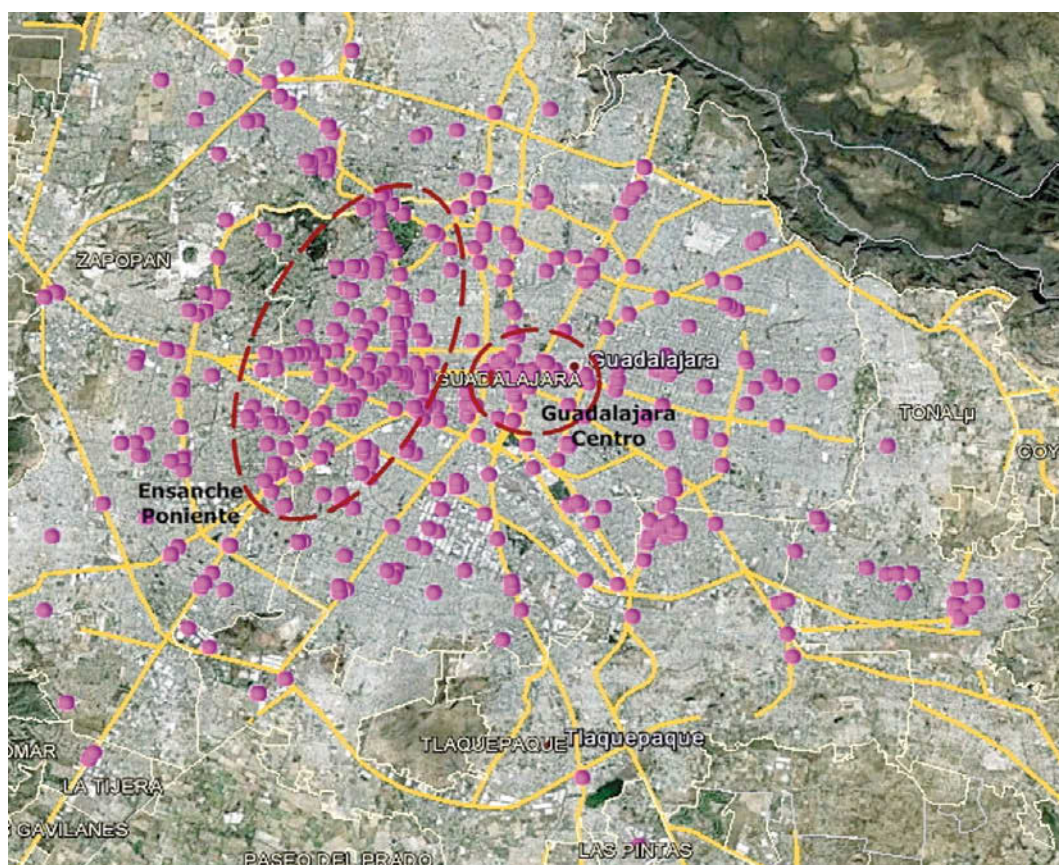 ZAPOPAN
Guadalajara
GUADALAJARA
Guadalajara
Centro
TONALµ
COY
Ensanche
Poniente
TLAQUEPAQUE
Tlaquepaque
OMAR
LA TIJERA
GAVILANES
LAS PINTAS
PASEO DEL PRADO